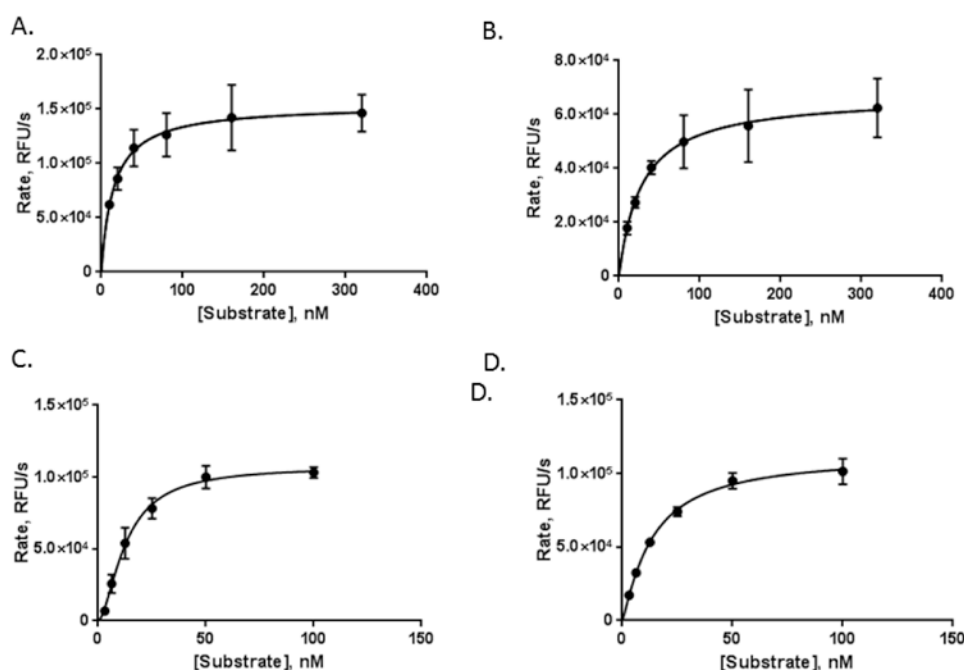 A.
2.0×10⁵
1.5×10⁵
1.0×10⁵
5.0×10⁴
0
Rate, RFU/s
0 100 200 300 400
[Substrate], nM
B.
8.0×10⁴
6.0×10⁴
4.0×10⁴
2.0×10⁴
0
Rate, RFU/s
0 100 200 300 400
[Substrate], nM
C.
1.5×10⁵
1.0×10⁵
5.0×10⁴
0
Rate, RFU/s
0 50 100 150
[Substrate], nM
D.
D.
1.5×10⁵
1.0×10⁵
5.0×10⁴
0
Rate, RFU/s
0 50 100 150
[Substrate], nM